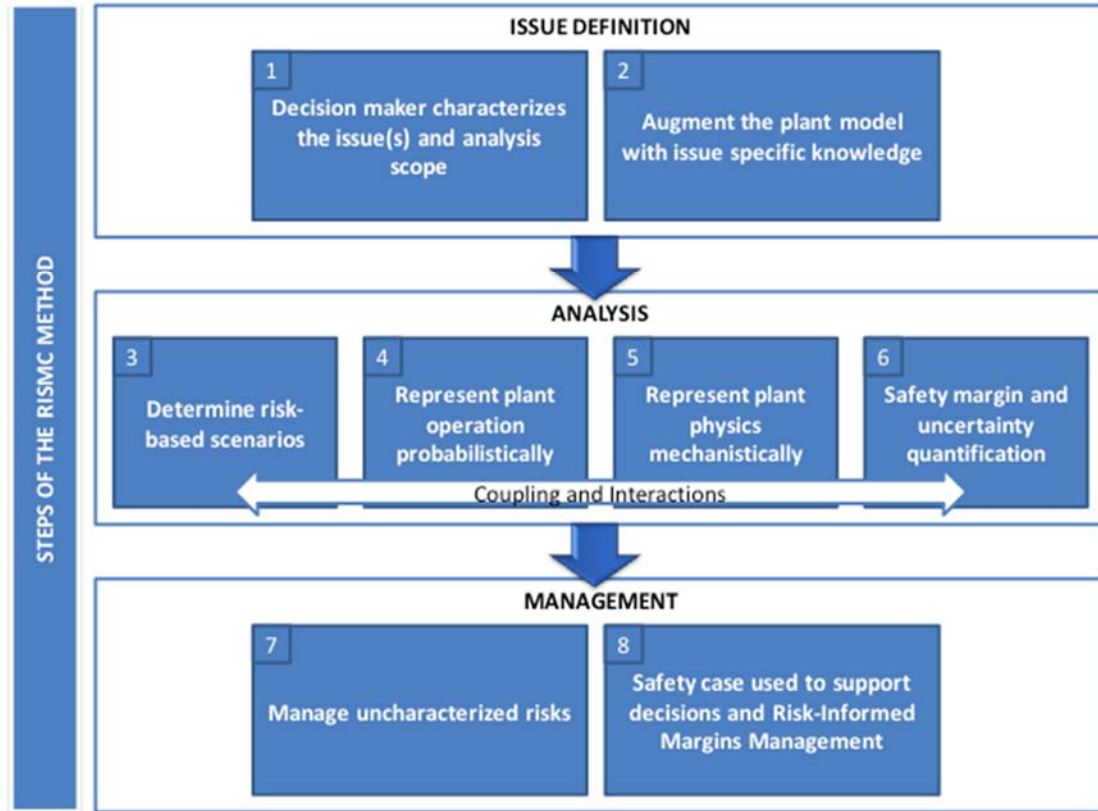 STEPS OF THE RISMC METHOD
ISSUE DEFINITION
1
Decision maker characterizes
the issue(s) and analysis
scope
2
Augment the plant model
with issue specific knowledge
ANALYSIS
3
Determine risk-
based scenarios
4
Represent plant
operation
probabilistically
5
Represent plant
physics
mechanistically
6
Safety margin and
uncertainty
quantification
Coupling and Interactions
MANAGEMENT
7
Manage uncharacterized risks
8
Safety case used to support
decisions and Risk-Informed
Margins Management